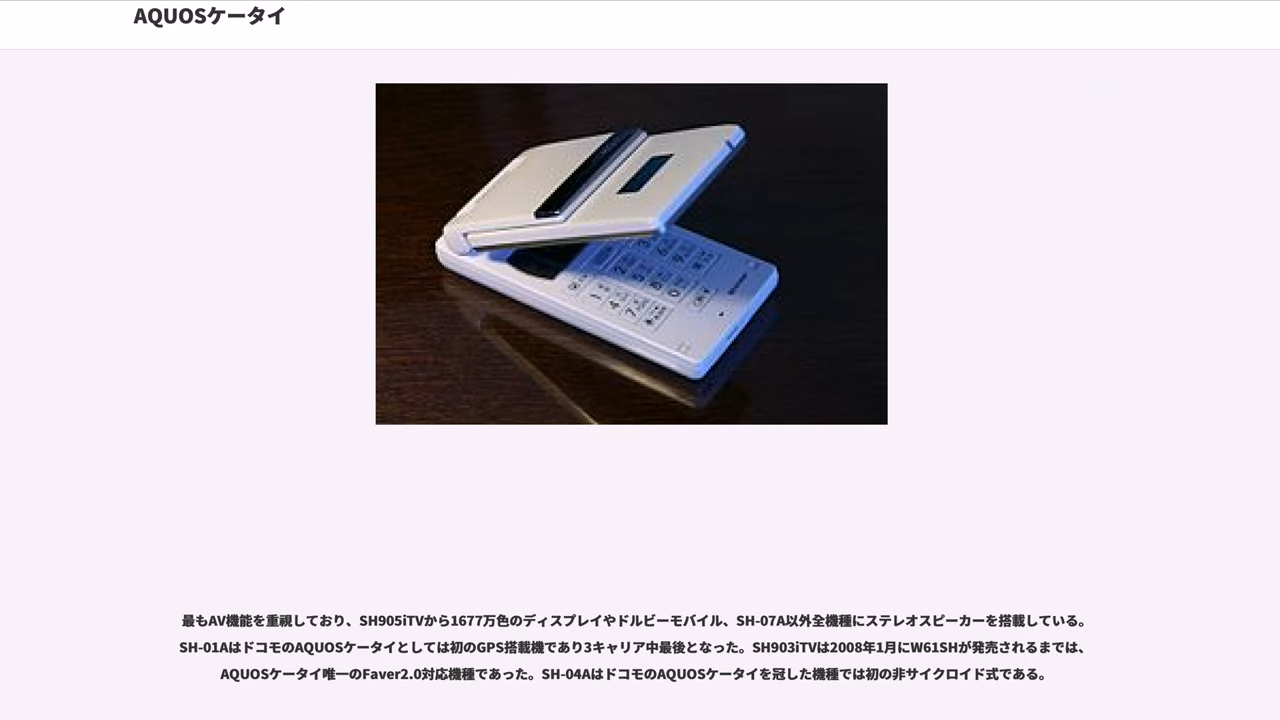 AQUOSケータイ
最もAV機能を重視しており、SH905iTVから1677万色のディスプレイやドルビーモバイル、SH-07A以外全機種にステレオスピーカーを搭載している。
SH-01AはドコモのAQUOSケータイとしては初のGPS搭載機であり3キャリア中最後となった。SH903iTVは2008年1月にW61SHが発売されるまでは、
AQUOSケータイ唯一のFaver2.0対応機種であった。SH-04AはドコモのAQUOSケータイを冠した機種では初の非サイクロイド式である。